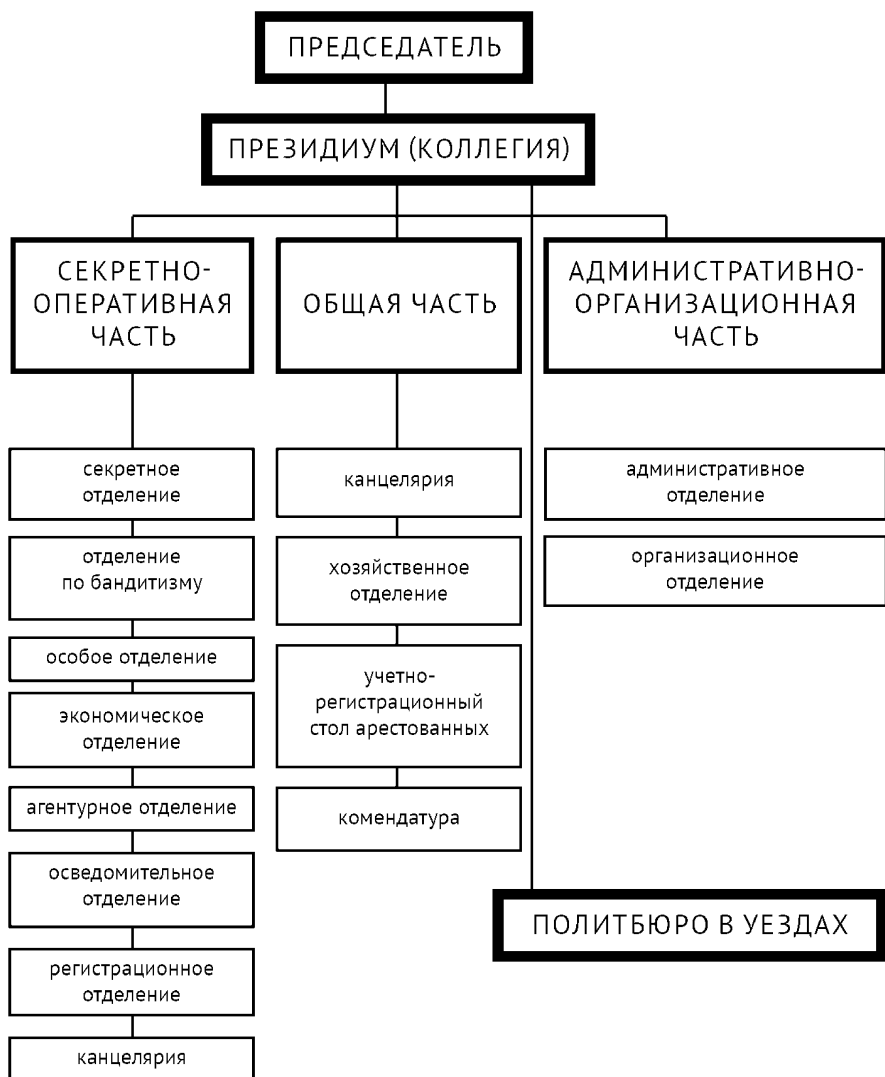 ПРЕДСЕДАТЕЛЬ
ПРЕЗИДИУМ (КОЛЛЕГИЯ)
СЕКРЕТНО-
ОПЕРАТИВНАЯ
ЧАСТЬ
ОБЩАЯ ЧАСТЬ
АДМИНИСТРАТИВНО-
ОРГАНИЗАЦИОННАЯ
ЧАСТЬ
секретное
отделение
отделение
по бандитизму
особое отделение
экономическое
отделение
агентурное отделение
осведомительное
отделение
регистрационное
отделение
канцелярия
канцелярия
хозяйственное
отделение
учетно-
регистрационный
стол арестованных
комендатура
административное
отделение
организационное
отделение
ПОЛИТБЮРО В УЕЗДАХ